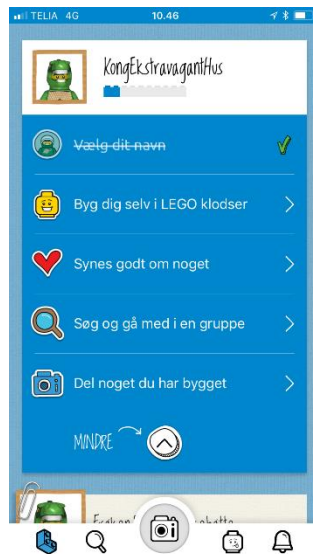 TELIA 4G 10.46
KongEkstravagantHus
Vælg dit navn
Byg dig selv i LEGO klodser
Synes godt om noget
Søg og gå med i en gruppe
Del noget du har bygget
MINDRE